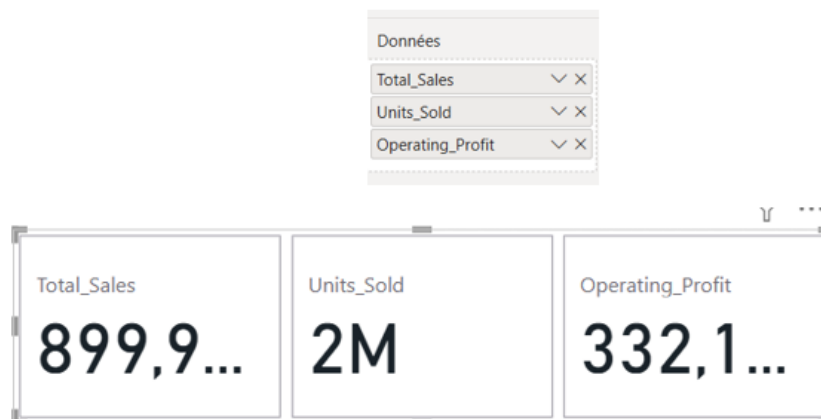 Données
Total_Sales
Units_Sold
Operating_Profit
Total_Sales
Units_Sold
Operating_Profit
899,9...
2M
332,1...